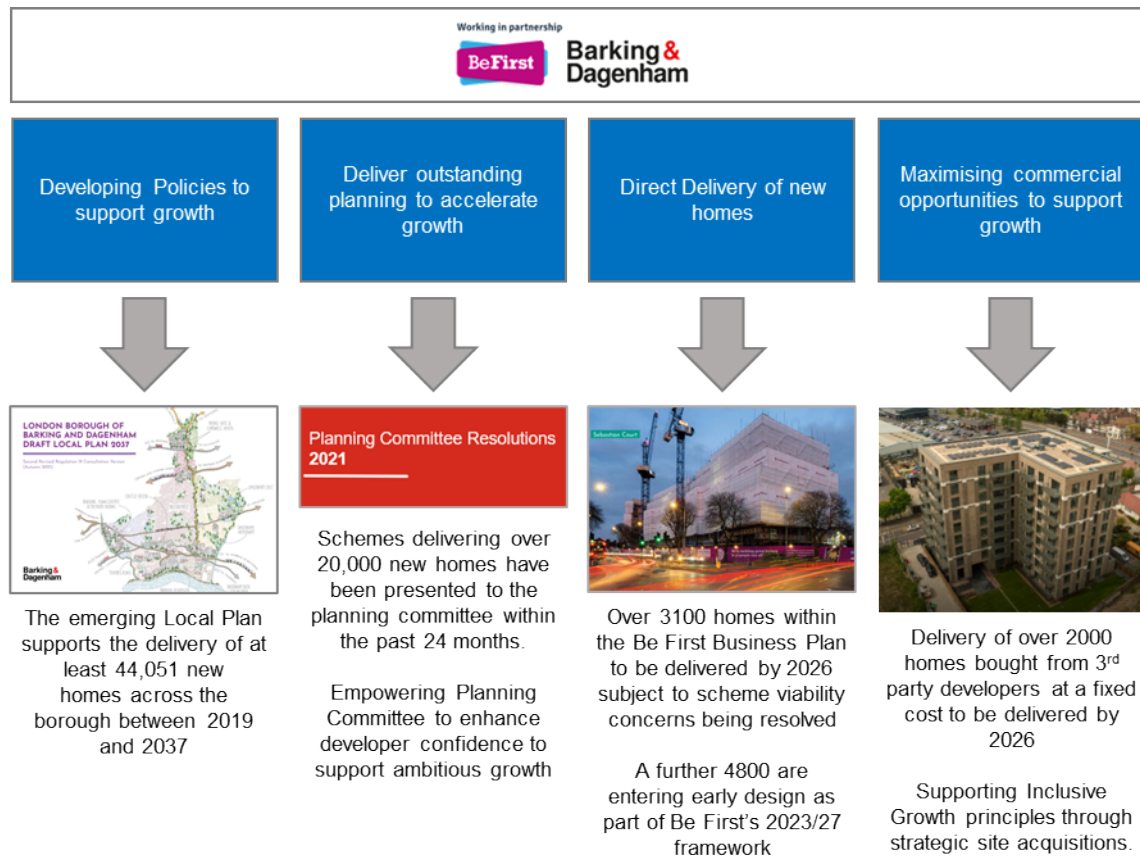 Working in partnership
BeFirst
Barking &
Dagenham
Developing Policies to
support growth
Deliver outstanding
planning to accelerate
growth
Direct Delivery of new
homes
Maximising commercial
opportunities to support
growth
LONDON BOROUGH OF
BARKING AND DAGENHAM
DRAFT LOCAL PLAN 2037
Barking &
Dagenham
The emerging Local Plan
supports the delivery of at
least 44,051 new
homes across the
borough between 2019
and 2037
Planning Committee Resolutions
2021
Schemes delivering over
20,000 new homes have
been presented to the
planning committee within
the past 24 months.
Empowering Planning
Committee to enhance
developer confidence to
support ambitious growth
Sebastian Court
Over 3100 homes within
the Be First Business Plan
to be delivered by 2026
subject to scheme viability
concerns being resolved
A further 4800 are
entering early design as
part of Be First's 2023/27
framework
Delivery of over 2000
homes bought from 3rd
party developers at a fixed
cost to be delivered by
2026
Supporting Inclusive
Growth principles through
strategic site acquisitions.